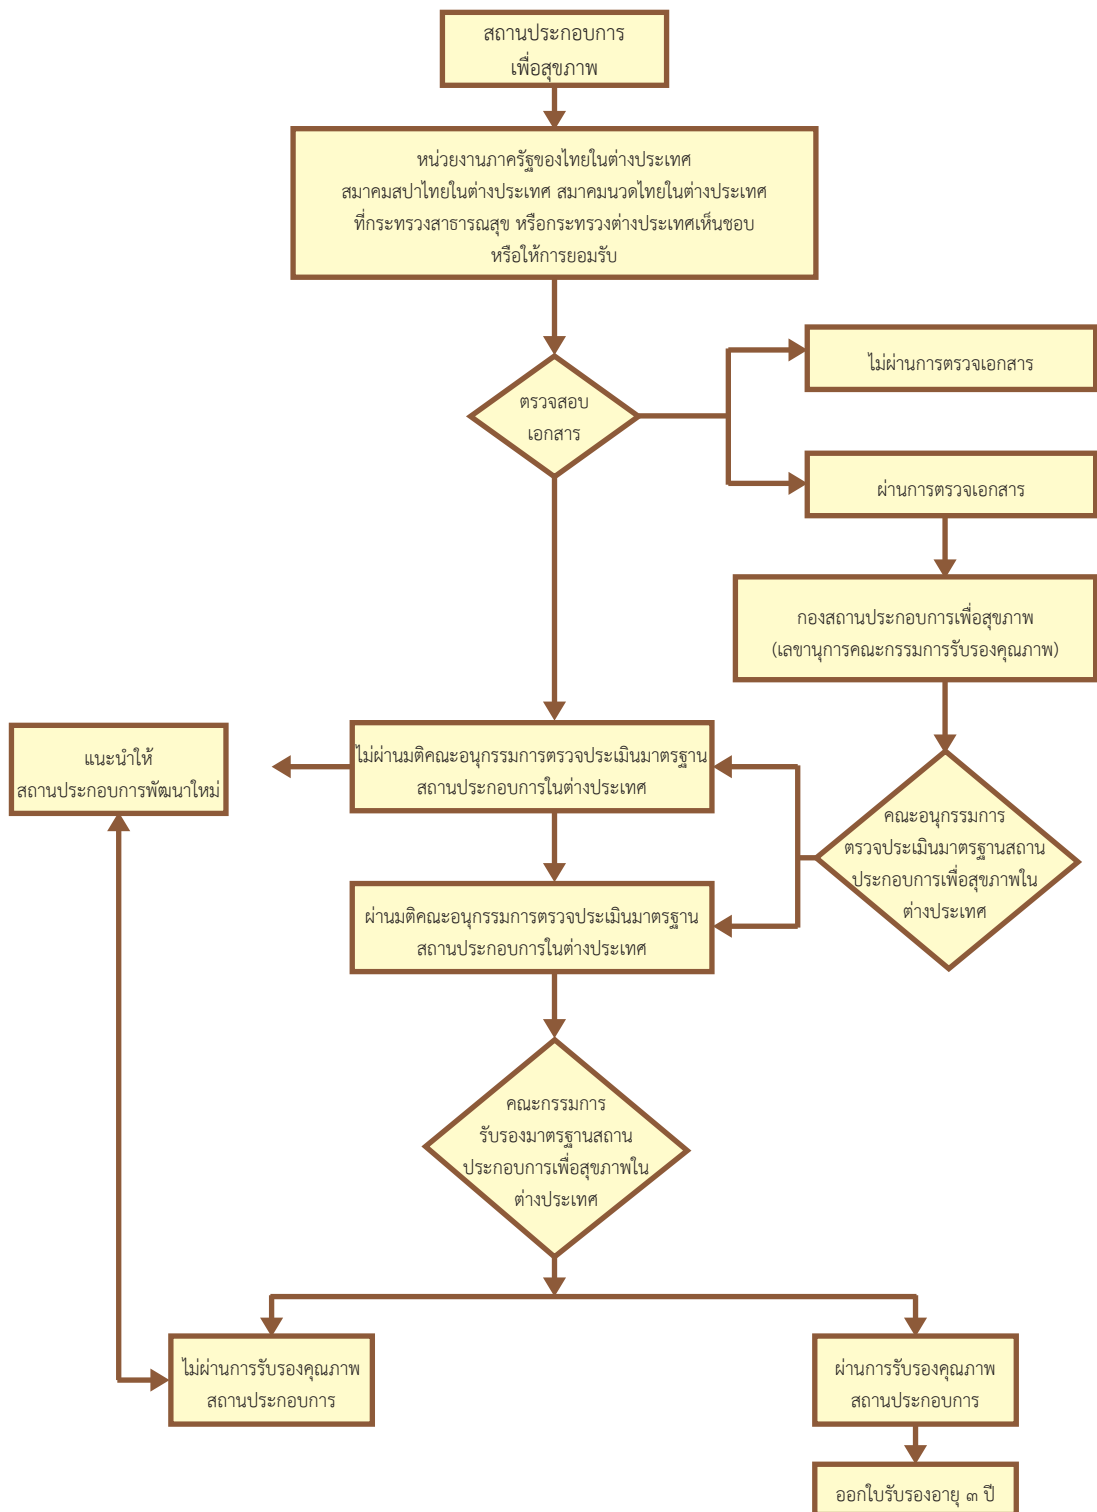 สถานประกอบการ
เพื่อสุขภาพ
หน่วยงานภาครัฐของไทยในต่างประเทศ
สมาคมสปาไทยในต่างประเทศ สมาคมนวดไทยในต่างประเทศ
ที่กระทรวงสาธารณสุข หรือกระทรวงต่างประเทศเห็นชอบ
หรือให้การยอมรับ
ไม่ผ่านการตรวจเอกสาร
ตรวจสอบ
เอกสาร
ผ่านการตรวจเอกสาร
กองสถานประกอบการเพื่อสุขภาพ
(เลขานุการคณะกรรมการรับรองคุณภาพ)
แนะนำให้
สถานประกอบการพัฒนาใหม่
ไม่ผ่านมติคณะอนุกรรมการตรวจประเมินมาตรฐาน
สถานประกอบการในต่างประเทศ
คณะอนุกรรมการ
ตรวจประเมินมาตรฐานสถาน
ประกอบการเพื่อสุขภาพใน
ต่างประเทศ
ผ่านมติคณะอนุกรรมการตรวจประเมินมาตรฐาน
สถานประกอบการในต่างประเทศ
คณะกรรมการ
รับรองมาตรฐานสถาน
ประกอบการเพื่อสุขภาพใน
ต่างประเทศ
ไม่ผ่านการรับรองคุณภาพ
สถานประกอบการ
ผ่านการรับรองคุณภาพ
สถานประกอบการ
ออกใบรับรองอายุ ๓ ปี